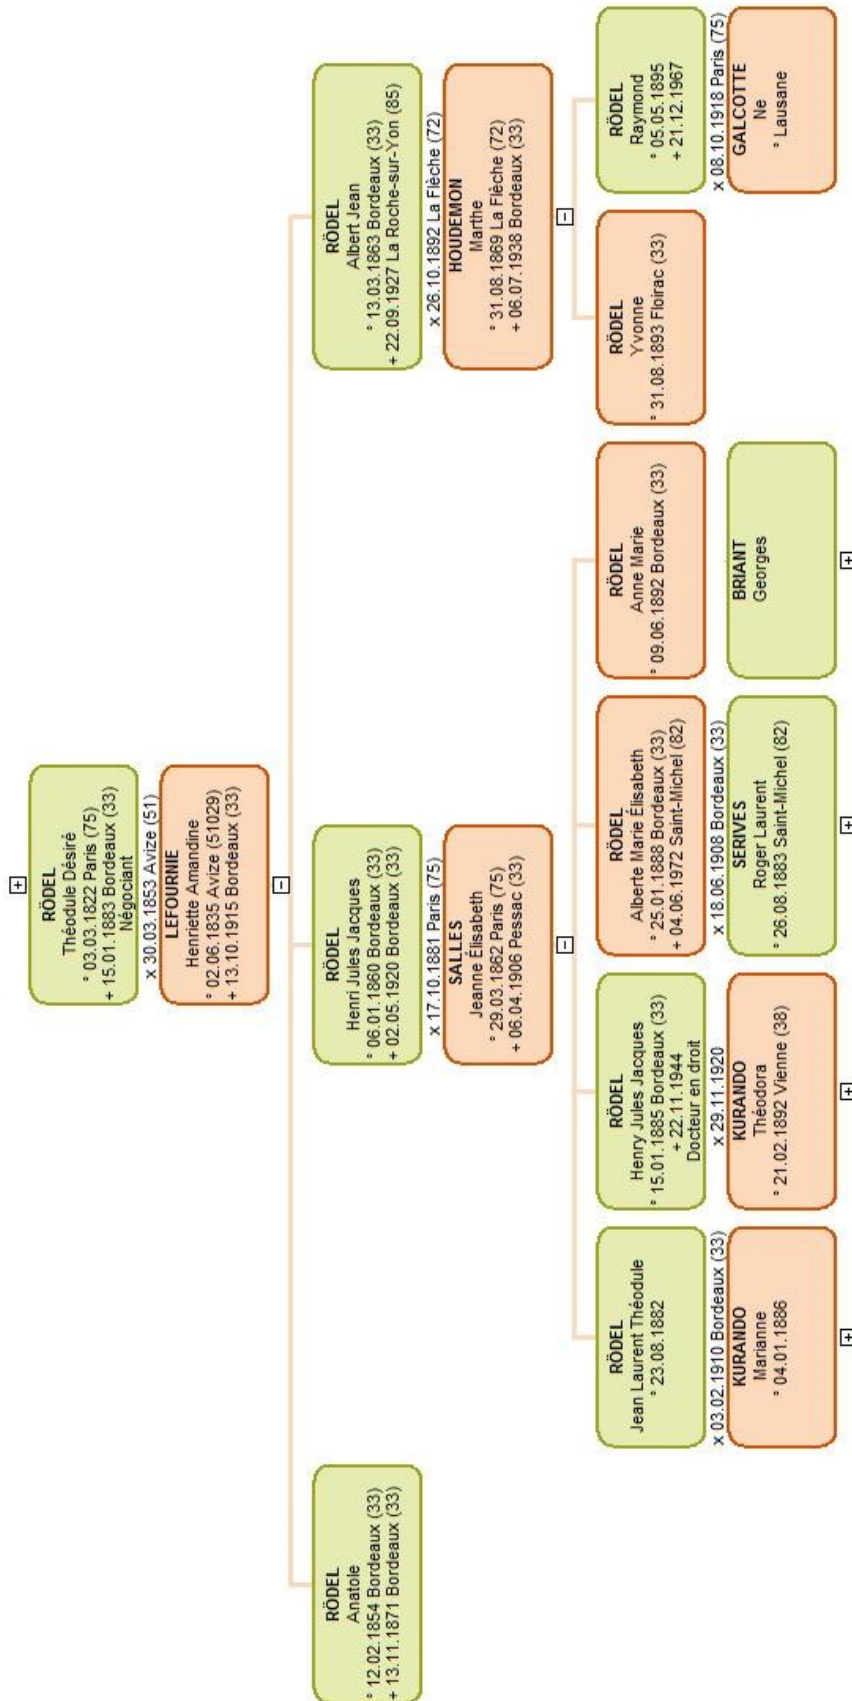 RÖDEL
Théodule Désiré
° 03.03.1822 Paris (75)
+ 15.01.1883 Bordeaux (33)
Négociant
x 30.03.1853 Avize (51)
LEFOURNIE
Henriette Amandine
° 02.06.1835 Avize (51029)
+ 13.10.1915 Bordeaux (33)
RÖDEL
Anatole
° 12.02.1854 Bordeaux (33)
+ 13.11.1871 Bordeaux (33)
RÖDEL
Henri Jules Jacques
° 06.01.1860 Bordeaux (33)
+ 02.05.1920 Bordeaux (33)
x 17.10.1881 Paris (75)
SALLES
Jeanne Élisabeth
° 29.03.1862 Paris (75)
+ 06.04.1906 Pessac (33)
RÖDEL
Albert Jean
° 13.03.1863 Bordeaux (33)
+ 22.09.1927 La Roche-sur-Yon (85)
x 26.10.1892 La Flèche (72)
HOUDEMON
Marthe
° 31.08.1869 La Flèche (72)
+ 06.07.1938 Bordeaux (33)
RÖDEL
Jean Laurent Théodule
° 23.08.1882
x 03.02.1910 Bordeaux (33)
KURANDO
Marianne
° 04.01.1886
RÖDEL
Henry Jules Jacques
° 15.01.1885 Bordeaux (33)
+ 22.11.1944
Docteur en droit
x 29.11.1920
KURANDO
Théodora
° 21.02.1892 Vienne (38)
RÖDEL
Alberte Marie Élisabeth
° 25.01.1888 Bordeaux (33)
+ 04.06.1972 Saint-Michel (82)
x 18.06.1908 Bordeaux (33)
SERIVES
Roger Laurent
° 26.08.1883 Saint-Michel (82)
RÖDEL
Anne Marie
° 09.06.1892 Bordeaux (33)
BRIANT
Georges
RÖDEL
Yvonne
° 31.08.1893 Floirac (33)
RÖDEL
Raymond
° 05.05.1895
+ 21.12.1967
x 08.10.1918 Paris (75)
GALCOTTE
Ne
° Lausane